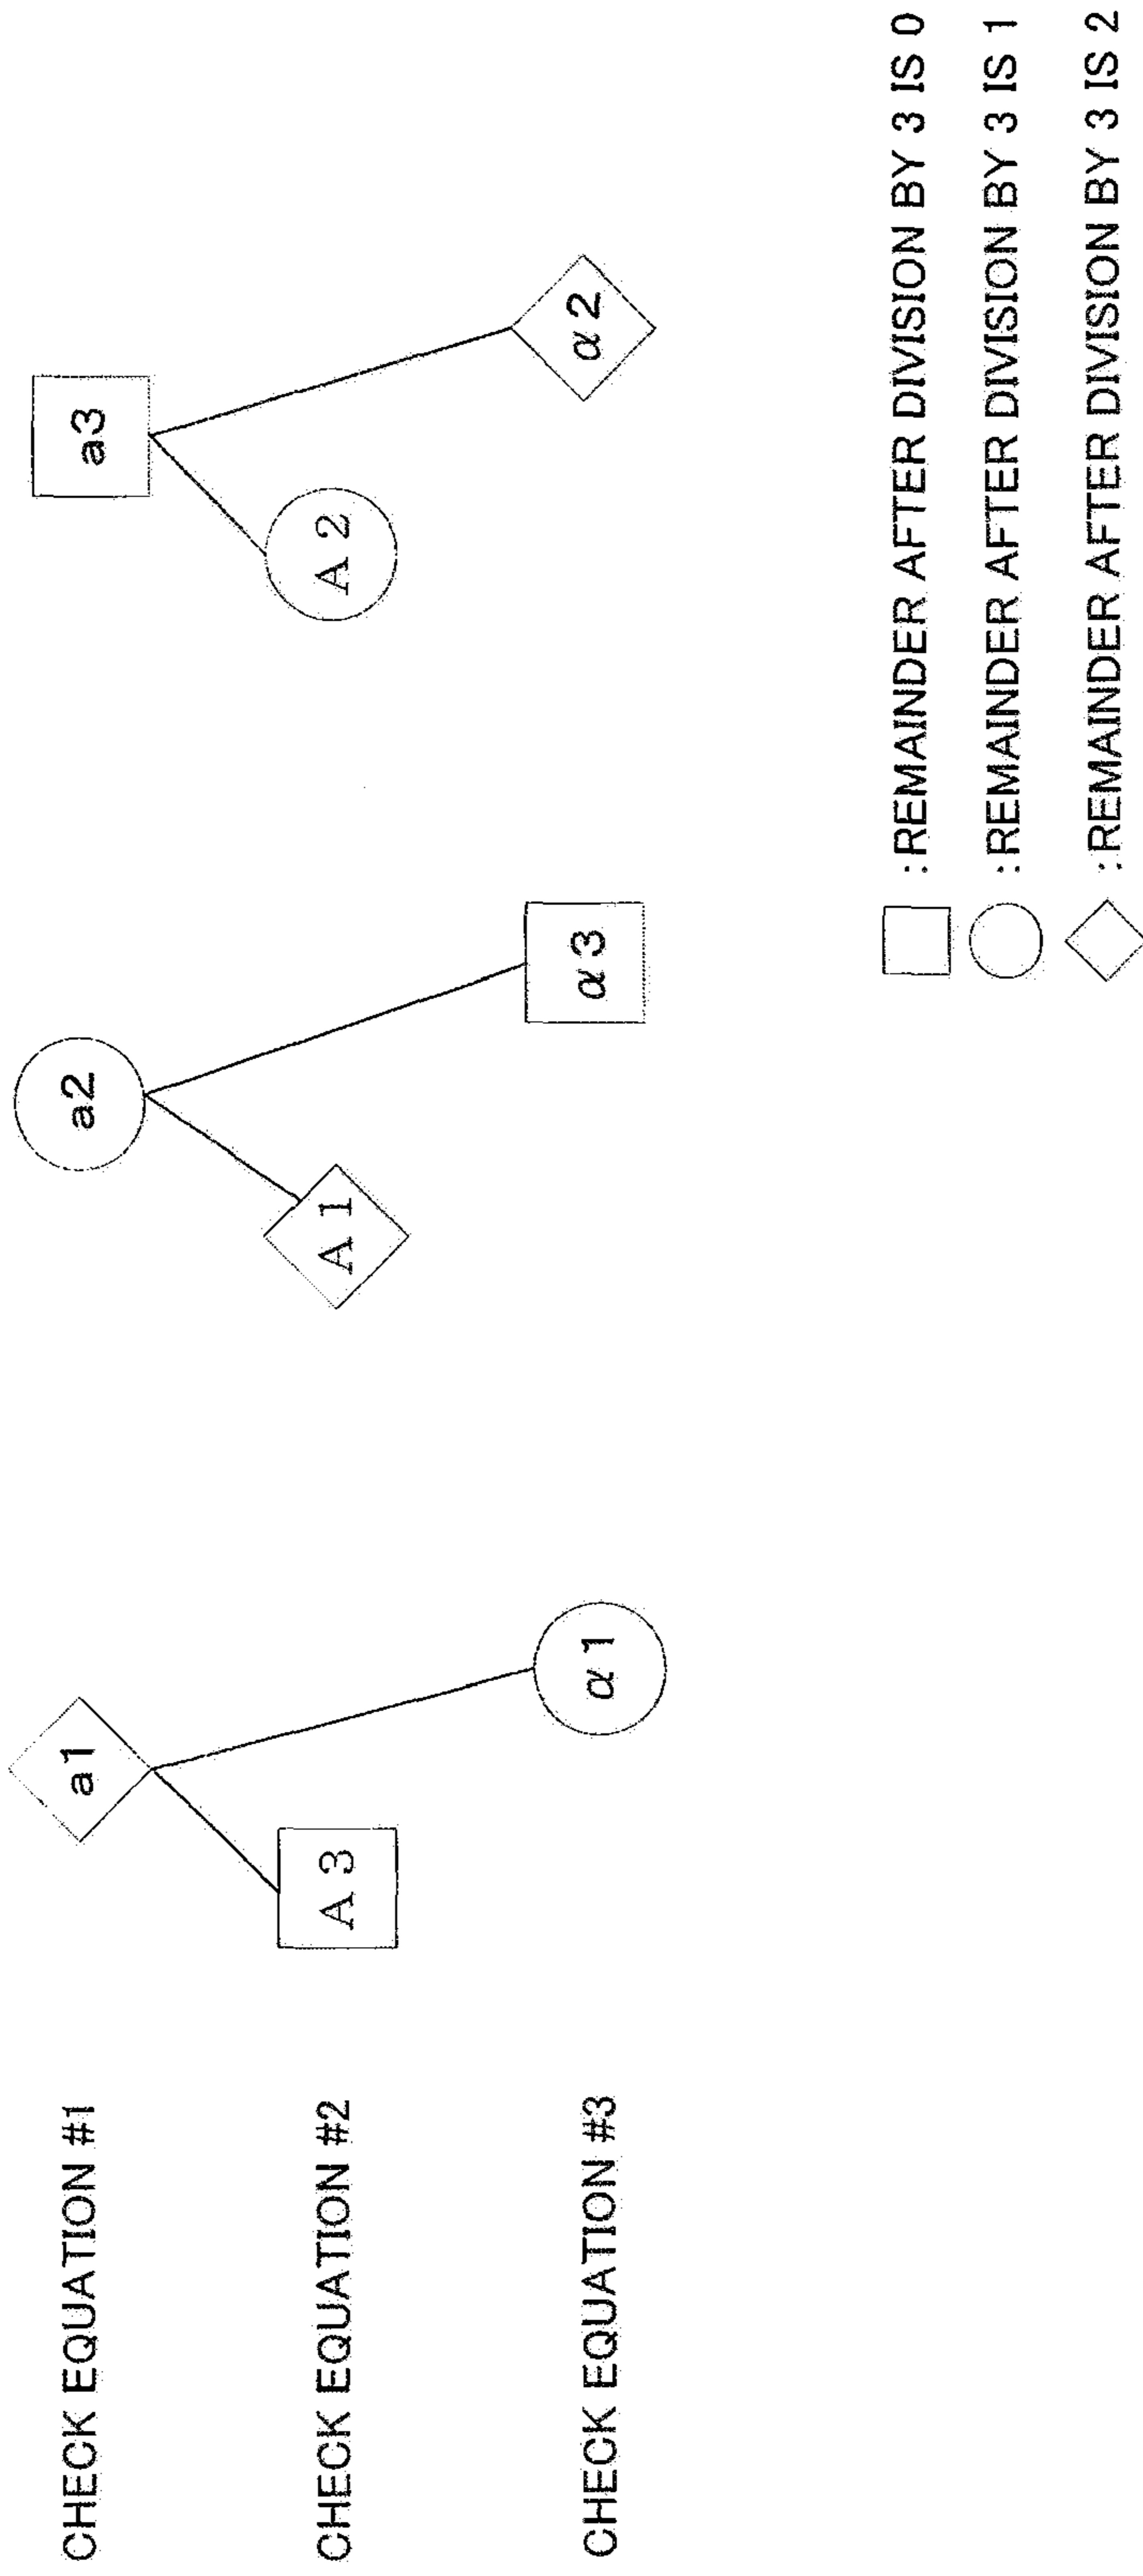 CHECK EQUATION #1
a1
a2
a3
CHECK EQUATION #2
A 3
A 1
A 2
CHECK EQUATION #3
α 1
α 3
α 2
:REMAINDER AFTER DIVISION BY 3 IS 0
:REMAINDER AFTER DIVISION BY 3 IS 1
:REMAINDER AFTER DIVISION BY 3 IS 2